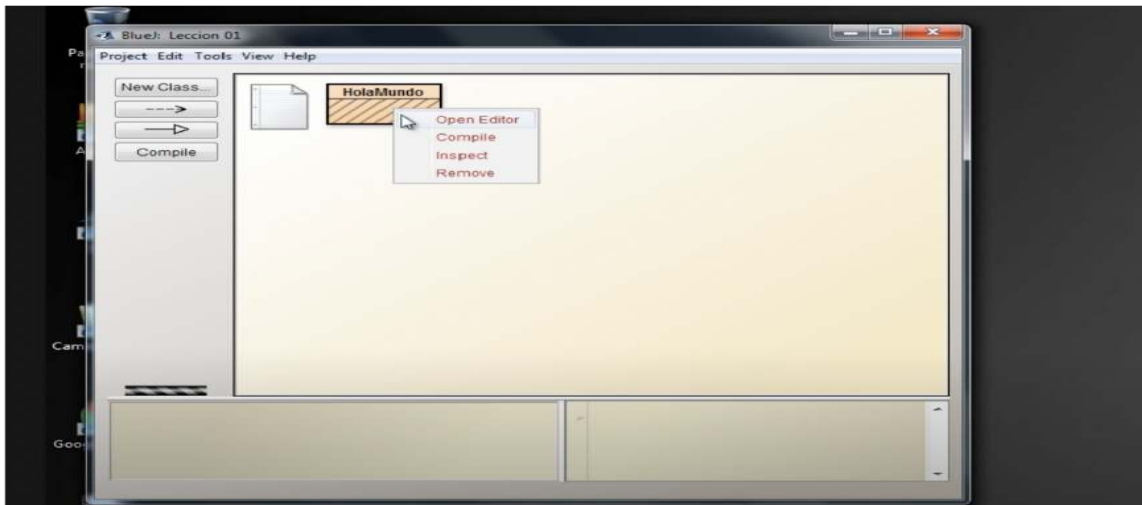 BlueJ: Leccion 01
Project Edit Tools View Help
New Class...
HolaMundo
Compile
Open Editor
Compile
Inspect
Remove